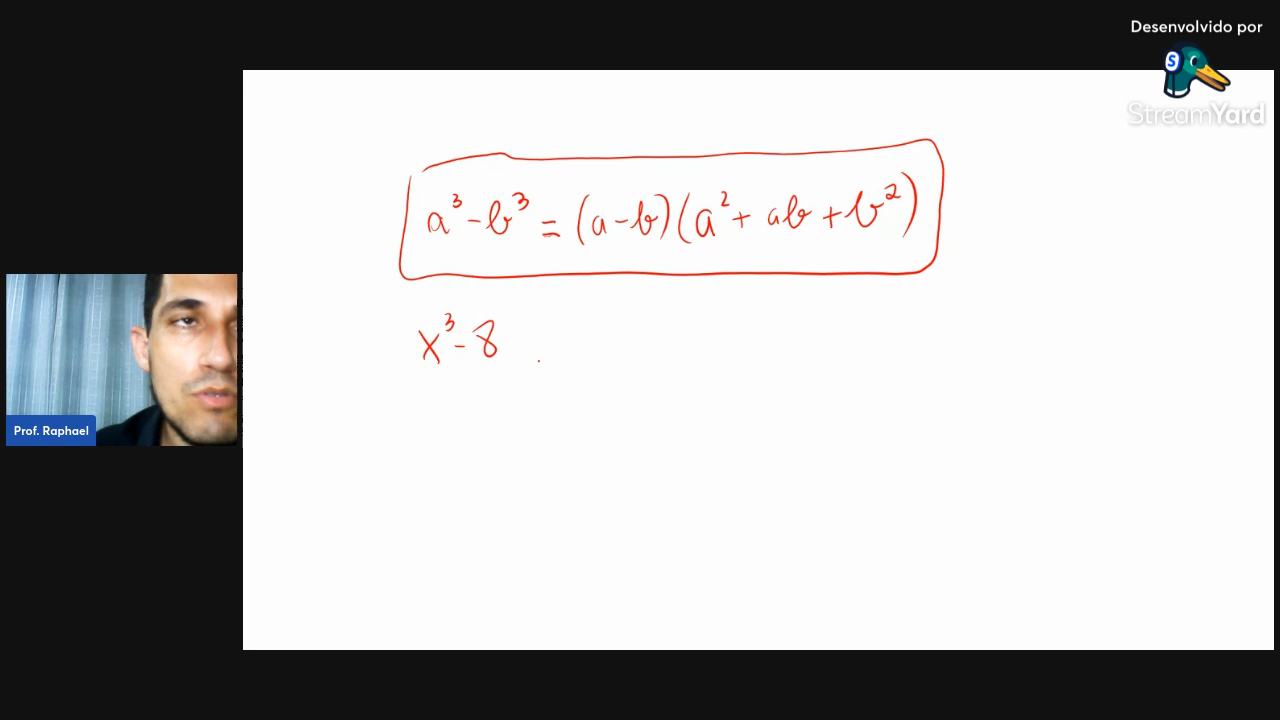 Desenvolvido por
StreamYard
a³ - b³ = (a - b)(a² + ab + b²)
x³ - 8
Prof. Raphael